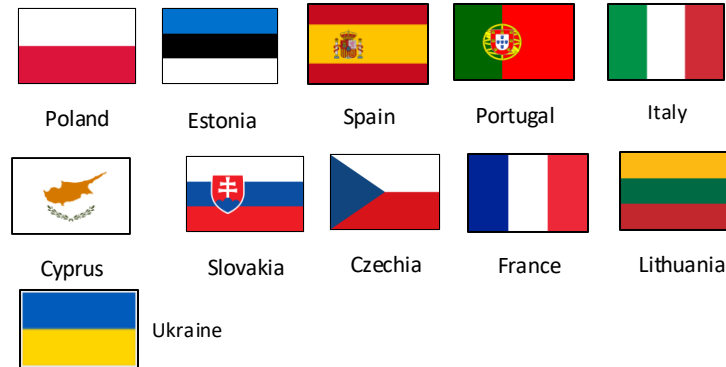 Poland
Estonia
Spain
Portugal
Italy
Cyprus
Slovakia
Czechia
France
Lithuania
Ukraine